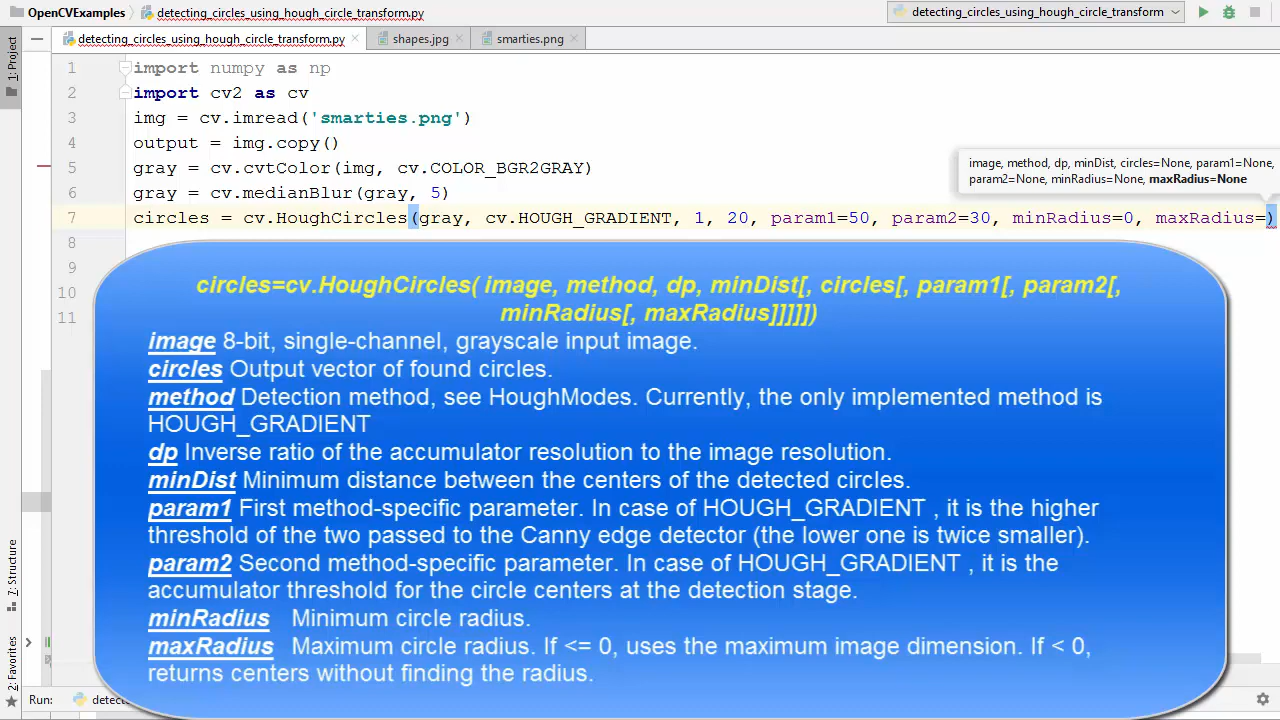 OpenCVExamples detecting_circles_using_hough_circle_transform.py detecting_circles_using_hough_circle_transform
detecting_circles_using_hough_circle_transform.py shapes.jpg smarties.png
1: Project
1 import numpy as np
2 import cv2 as cv
3 img = cv.imread('smarties.png')
4 output = img.copy()
5 gray = cv.cvtColor(img, cv.COLOR_BGR2GRAY)
image, method, dp, minDist, circles=None, param1=None,
param2=None, minRadius=None, maxRadius=None
6 gray = cv.medianBlur(gray, 5)
7 circles = cv.HoughCircles(gray, cv.HOUGH_GRADIENT, 1, 20, param1=50, param2=30, minRadius=0, maxRadius=)
8
9
10
11
circles=cv.HoughCircles( image, method, dp, minDist[, circles[, param1[, param2[,
minRadius[, maxRadius]]]]])
image 8-bit, single-channel, grayscale input image.
circles Output vector of found circles.
method Detection method, see HoughModes. Currently, the only implemented method is
HOUGH_GRADIENT
dp Inverse ratio of the accumulator resolution to the image resolution.
minDist Minimum distance between the centers of the detected circles.
param1 First method-specific parameter. In case of HOUGH_GRADIENT , it is the higher
threshold of the two passed to the Canny edge detector (the lower one is twice smaller).
param2 Second method-specific parameter. In case of HOUGH_GRADIENT , it is the
accumulator threshold for the circle centers at the detection stage.
minRadius Minimum circle radius.
maxRadius Maximum circle radius. If <= 0, uses the maximum image dimension. If < 0,
returns centers without finding the radius.
7: Structure
2: Favorites
Run: detec